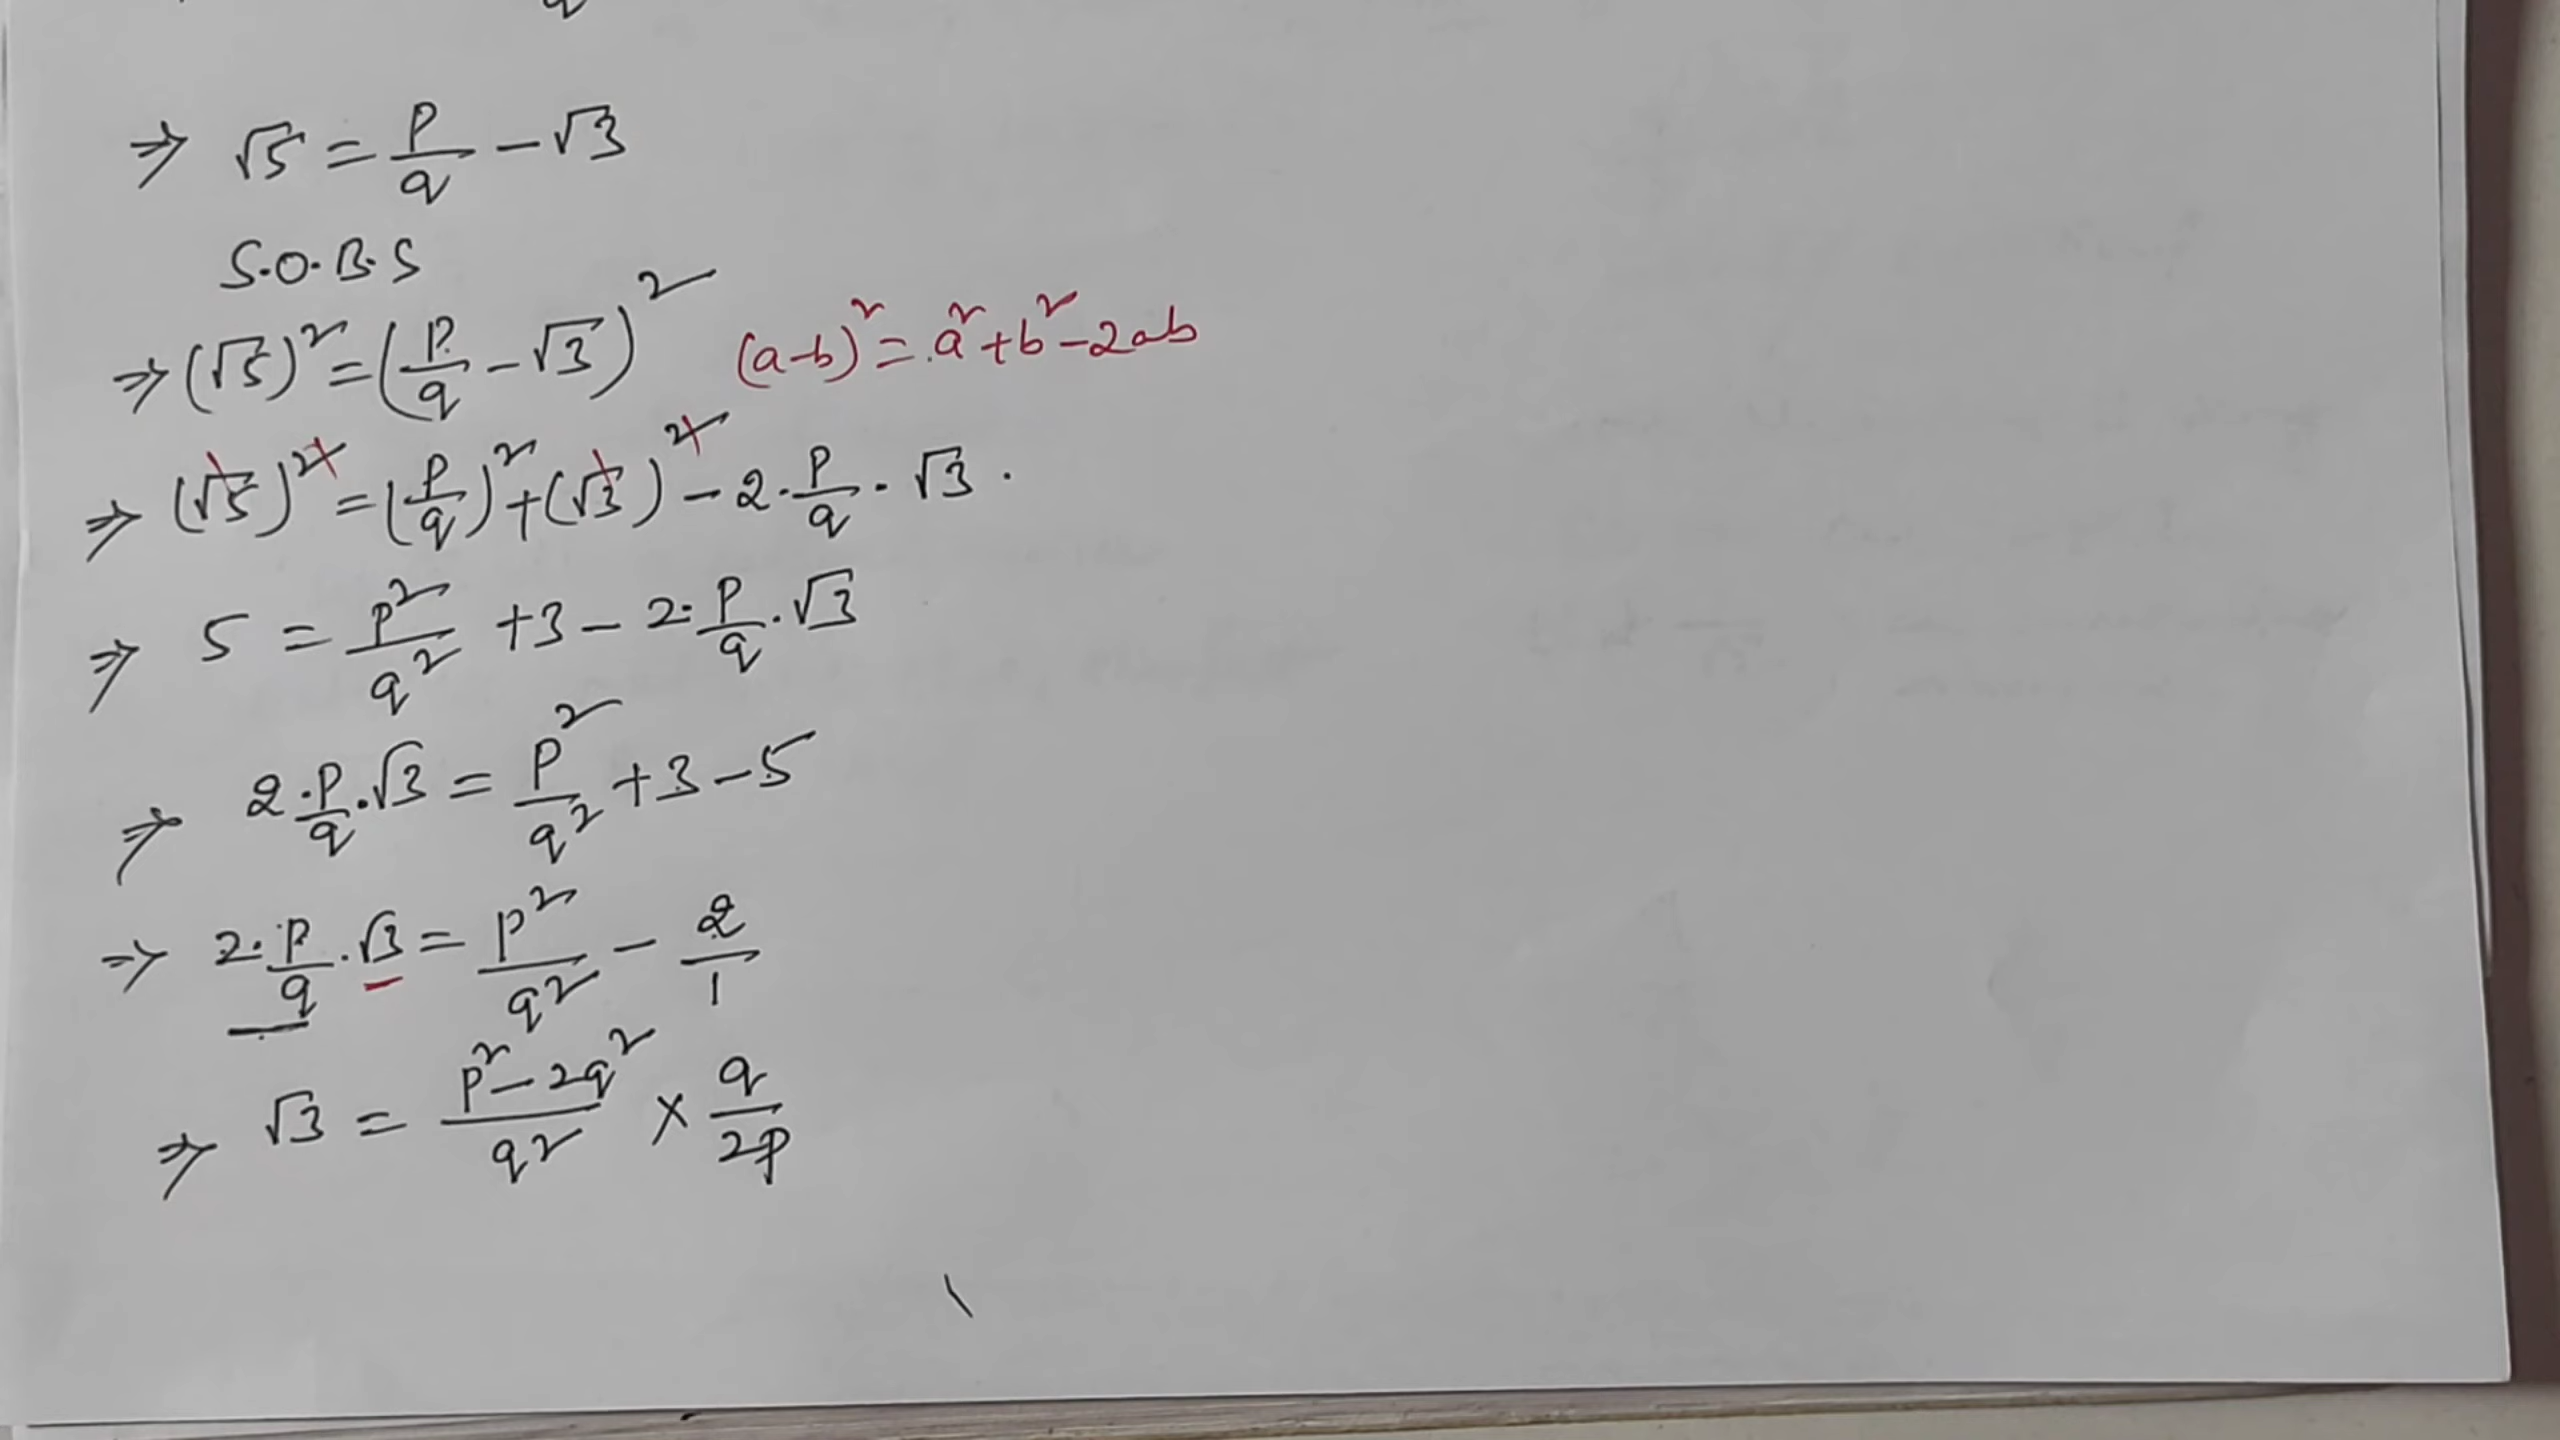 ⇒ √5 = p/q - √3
S.O.B.S
⇒ (√5)² = (p/q - √3)² (a-b)² = a² + b² - 2ab
⇒ (√5)² = (p/q)² + (√3)² - 2·p/q·√3.
⇒ 5 = p²/q² + 3 - 2·p/q·√3
⇒ 2·p/q·√3 = p²/q² + 3 - 5
⇒ 2·p/q·√3 = p²/q² - 2/1
⇒ √3 = p² - 2q²/q² × q/2p